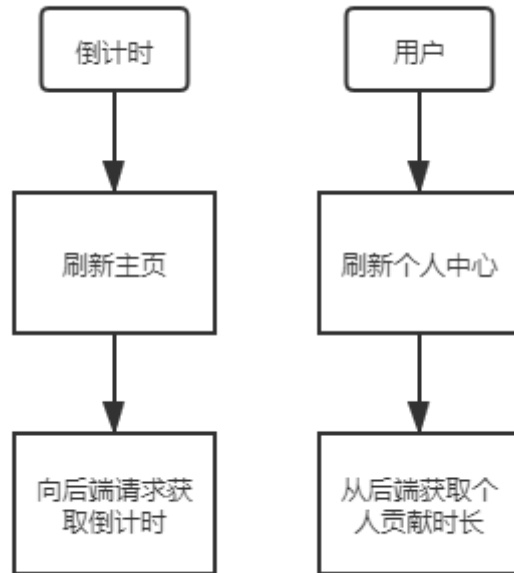 倒计时
用户
刷新主页
刷新个人中心
向后端请求获
取倒计时
从后端获取个
人贡献时长